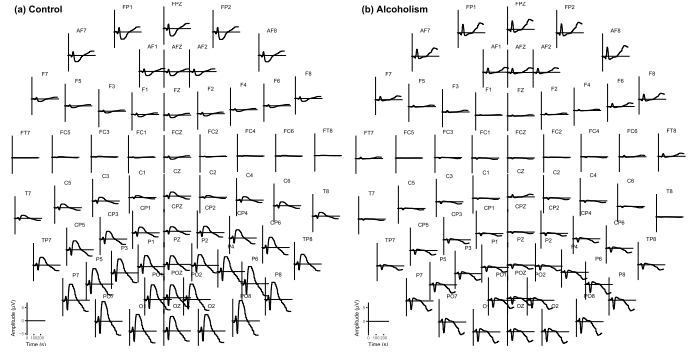 (a) Control
FP1 FPZ FP2
AF7 AF8
AF1 AFZ AF2
F7 F5 F3 F1 FZ F2 F4 F6 F8
FT7 FC5 FC3 FC1 FCZ FC2 FC4 FC6 FT8
T7 C5 C3 C1 CZ C2 C4 C6 T8
TP7 CP5 CP3 CP1 CPZ CP2 CP4 CP6 TP8
P7 P5 P3 P1 PZ P2 P4 P6 P8
PO7 PO1 POZ PO2 PO8
O1 OZ O2
Amplitude (μV)
0 100 200
Time (s)
(b) Alcoholism
FP1 FPZ FP2
AF7 AF8
AF1 AFZ AF2
F7 F5 F3 F1 FZ F2 F4 F6 F8
FT7 FC5 FC3 FC1 FCZ FC2 FC4 FC6 FT8
T7 C5 C3 C1 CZ C2 C4 C6 T8
TP7 CP5 CP3 CP1 CPZ CP2 CP4 CP6 TP8
P7 P5 P3 P1 PZ P2 P4 P6 P8
PO7 PO1 POZ PO2 PO8
OZ O2
Amplitude (μV)
0 100 200
Time (s)